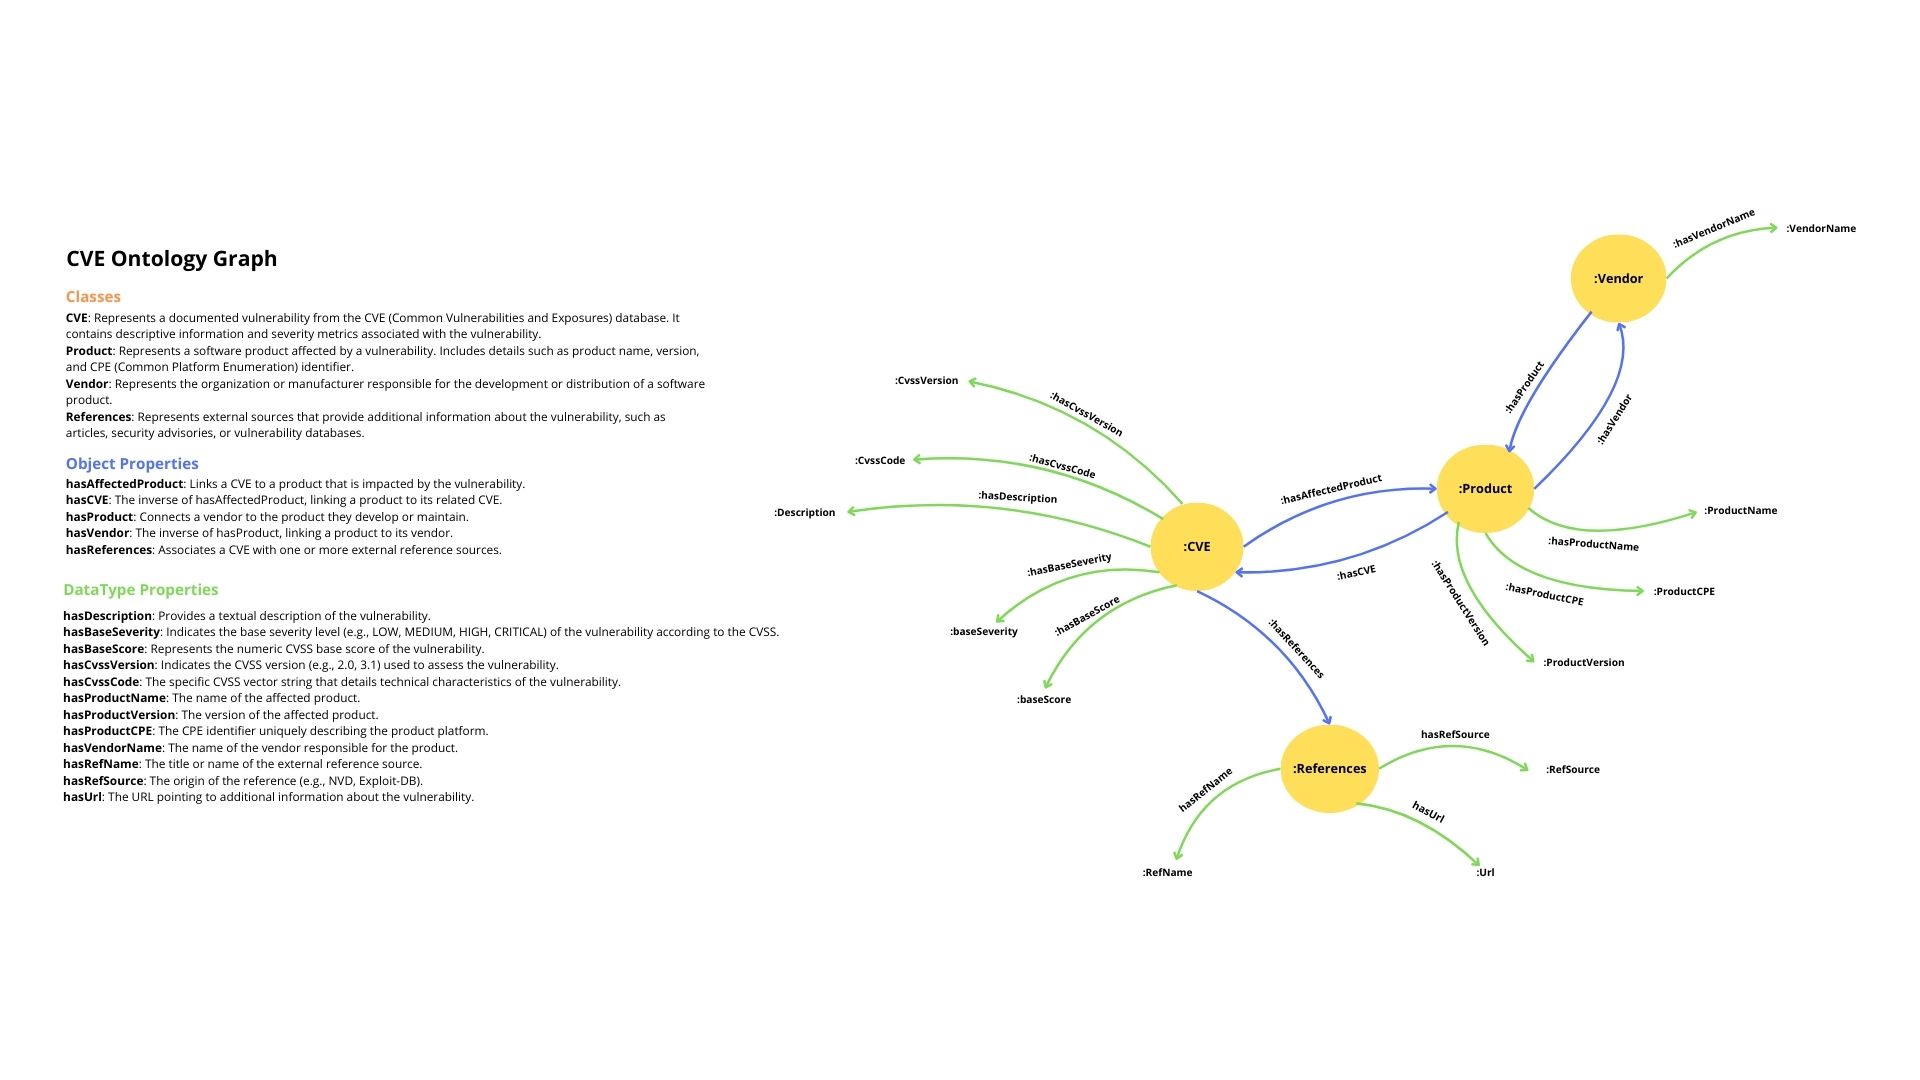 CVE Ontology Graph
Classes
CVE: Represents a documented vulnerability from the CVE (Common Vulnerabilities and Exposures) database. It
contains descriptive information and severity metrics associated with the vulnerability.
Product: Represents a software product affected by a vulnerability. Includes details such as product name, version,
and CPE (Common Platform Enumeration) identifier.
Vendor: Represents the organization or manufacturer responsible for the development or distribution of a software
product.
References: Represents external sources that provide additional information about the vulnerability, such as
articles, security advisories, or vulnerability databases.
Object Properties
hasAffectedProduct: Links a CVE to a product that is impacted by the vulnerability.
hasCVE: The inverse of hasAffectedProduct, linking a product to its related CVE.
hasProduct: Connects a vendor to the product they develop or maintain.
hasVendor: The inverse of hasProduct, linking a product to its vendor.
hasReferences: Associates a CVE with one or more external reference sources.
DataType Properties
hasDescription: Provides a textual description of the vulnerability.
hasBaseSeverity: Indicates the base severity level (e.g., LOW, MEDIUM, HIGH, CRITICAL) of the vulnerability according to the CVSS.
hasBaseScore: Represents the numeric CVSS base score of the vulnerability.
hasCvssVersion: Indicates the CVSS version (e.g., 2.0, 3.1) used to assess the vulnerability.
hasCvssCode: The specific CVSS vector string that details technical characteristics of the vulnerability.
hasProductName: The name of the affected product.
hasProductVersion: The version of the affected product.
hasProductCPE: The CPE identifier uniquely describing the product platform.
hasVendorName: The name of the vendor responsible for the product.
hasRefName: The title or name of the external reference source.
hasRefSource: The origin of the reference (e.g., NVD, Exploit-DB).
hasUrl: The URL pointing to additional information about the vulnerability.
:hasVendorName
:VendorName
:Vendor
:hasProduct
:hasVendor
:CvssVersion
:hasCvssVersion
:CvssCode
:hasCvssCode
:Description
:hasDescription
:hasAffectedProduct
:Product
:ProductName
:hasProductName
:CVE
:hasCVE
:hasBaseSeverity
:baseSeverity
:hasBaseScore
:baseScore
:hasProductVersion
:hasProductCPE
:ProductCPE
:ProductVersion
:hasReferences
:References
hasRefSource
:RefSource
hasRefName
:RefName
hasUrl
:Url